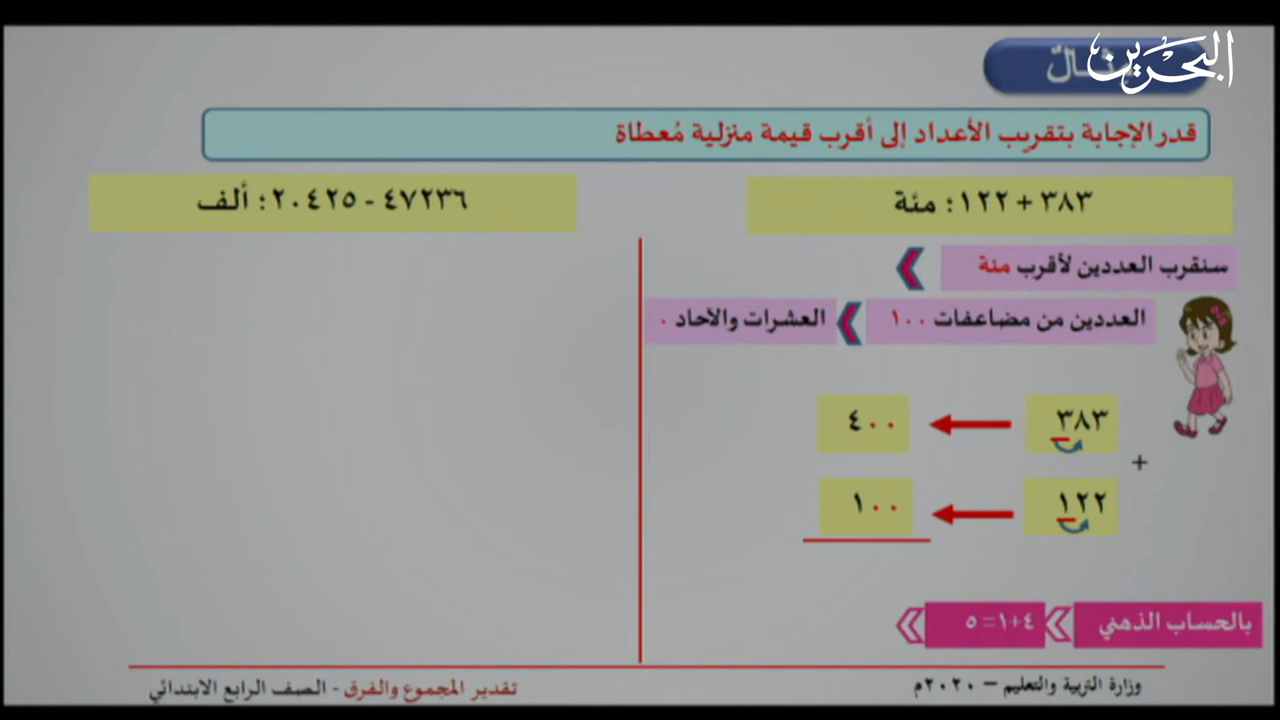 البحرين
مثال
قدر الإجابة بتقريب الأعداد إلى أقرب قيمة منزلية مُعطاة
٣٨٣ + ١٢٢ ؛ مئة
٤٧٢٣٦ - ٢٠٤٢٥ ؛ ألف
سنقرب العددين لأقرب مئة
العددين من مضاعفات ١٠٠
العشرات والآحاد ٠
٣٨٣
٤٠٠
+
١٢٢
١٠٠
بالحساب الذهني
٤+١= ٥
وزارة التربية والتعليم – ٢٠٢٠م
تقدير المجموع والفرق - الصف الرابع الابتدائي